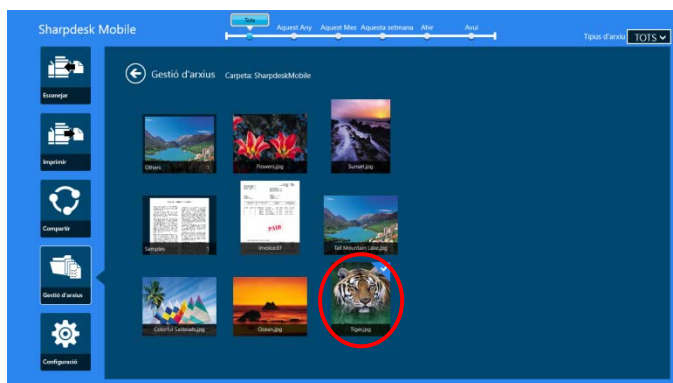 Sharpdesk Mobile
Tots
Aquest Any
Aquest Mes
Aquesta setmana
Ahir
Avui
Tipus d'arxiu
TOTS
Escanejar
Imprimir
Compartir
Gestió d'arxius
Configuració
Gestió d'arxius
Carpeta: SharpdeskMobile
Others 1
Flowers.jpg
Sunset.jpg
Samples 1
Invoice37
Tall Mountain Lake.jpg
Colorful Sailboats.jpg
Ocean.jpg
Tiger.jpg
PAID